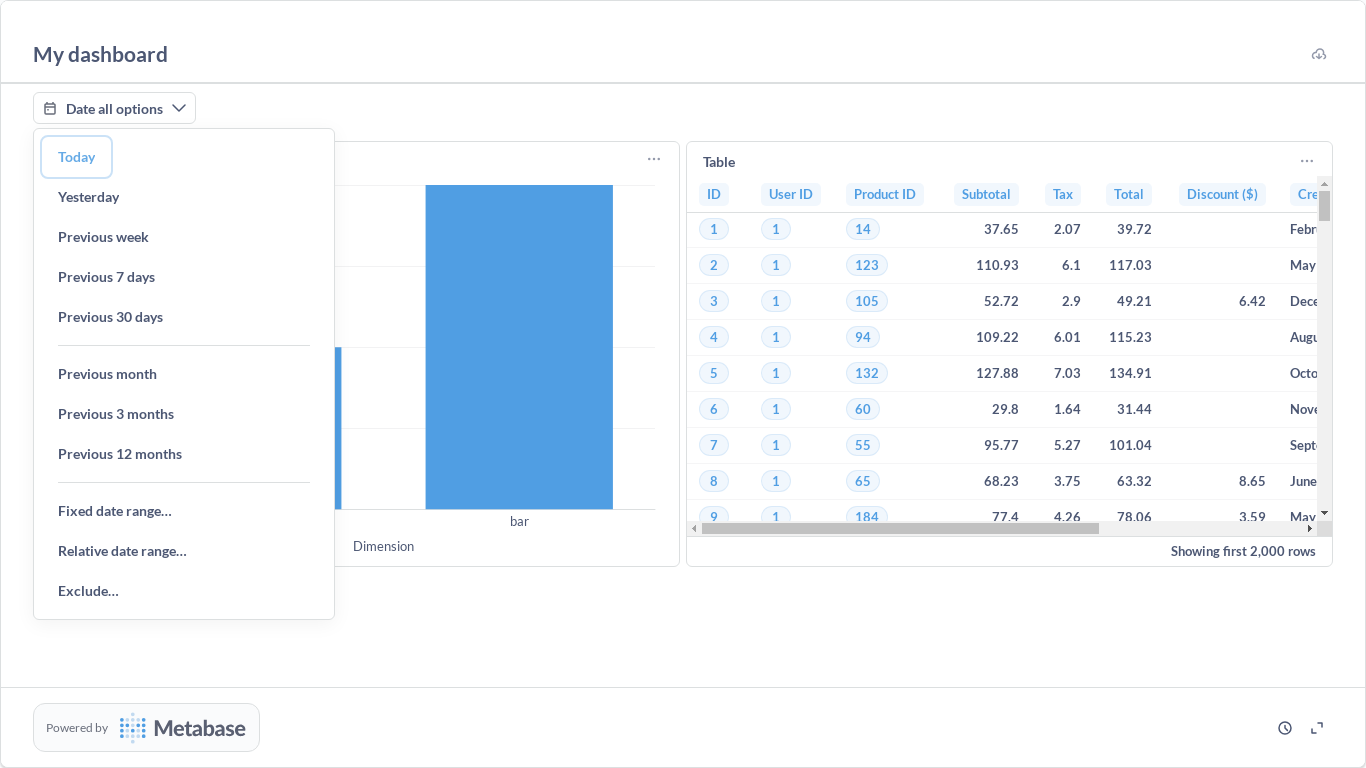 My dashboard
Date all options
Today
Yesterday
Previous week
Previous 7 days
Previous 30 days
Previous month
Previous 3 months
Previous 12 months
Fixed date range...
Relative date range...
Exclude...
bar
Dimension
Table
ID User ID Product ID Subtotal Tax Total Discount ($) Cre
1 1 14 37.65 2.07 39.72 Febr
2 1 123 110.93 6.1 117.03 May
3 1 105 52.72 2.9 49.21 6.42 Dece
4 1 94 109.22 6.01 115.23 Augu
5 1 132 127.88 7.03 134.91 Octo
6 1 60 29.8 1.64 31.44 Nove
7 1 55 95.77 5.27 101.04 Sept
8 1 65 68.23 3.75 63.32 8.65 June
9 1 184 77.4 4.26 78.06 3.59 May
Showing first 2,000 rows
Powered by Metabase